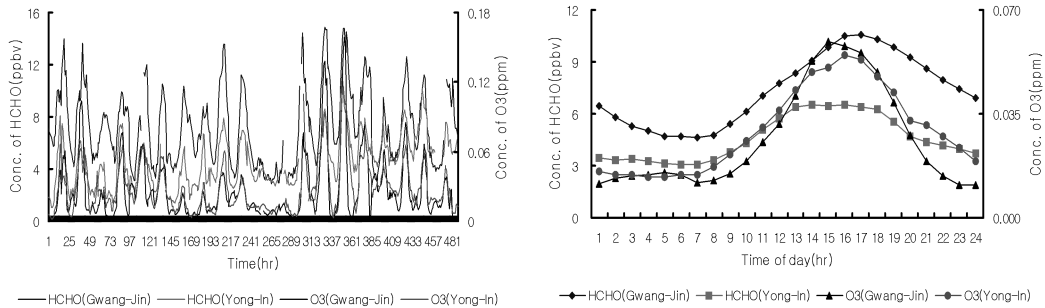 16
12
8
4
0
Conc. of HCHO(ppbv)
0.18
0.12
0.06
0
Conc. of O3(ppm)
1 25 49 73 97 121 145 169 193 217 241 265 289 313 337 361 385 409 433 457 481
Time(hr)
HCHO(Gwang-Jin) HCHO(Yong-In) O3(Gwang-Jin) O3(Yong-In)
12
9
6
3
0
Conc. of HCHO(ppbv)
0.070
0.035
0.000
Conc. of O3(ppm)
1 2 3 4 5 6 7 8 9 10 11 12 13 14 15 16 17 18 19 20 21 22 23 24
Time of day(hr)
HCHO(Gwang-Jin) HCHO(Yong-In) O3(Gwang-Jin) O3(Yong-In)